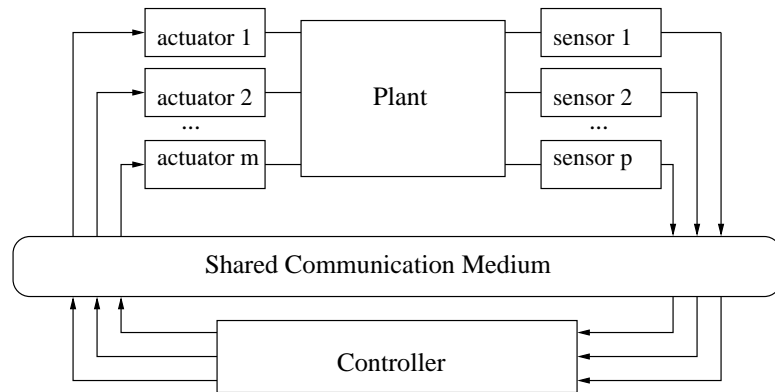 actuator 1
sensor 1
actuator 2
Plant
sensor 2
...
...
actuator m
sensor p
Shared Communication Medium
Controller